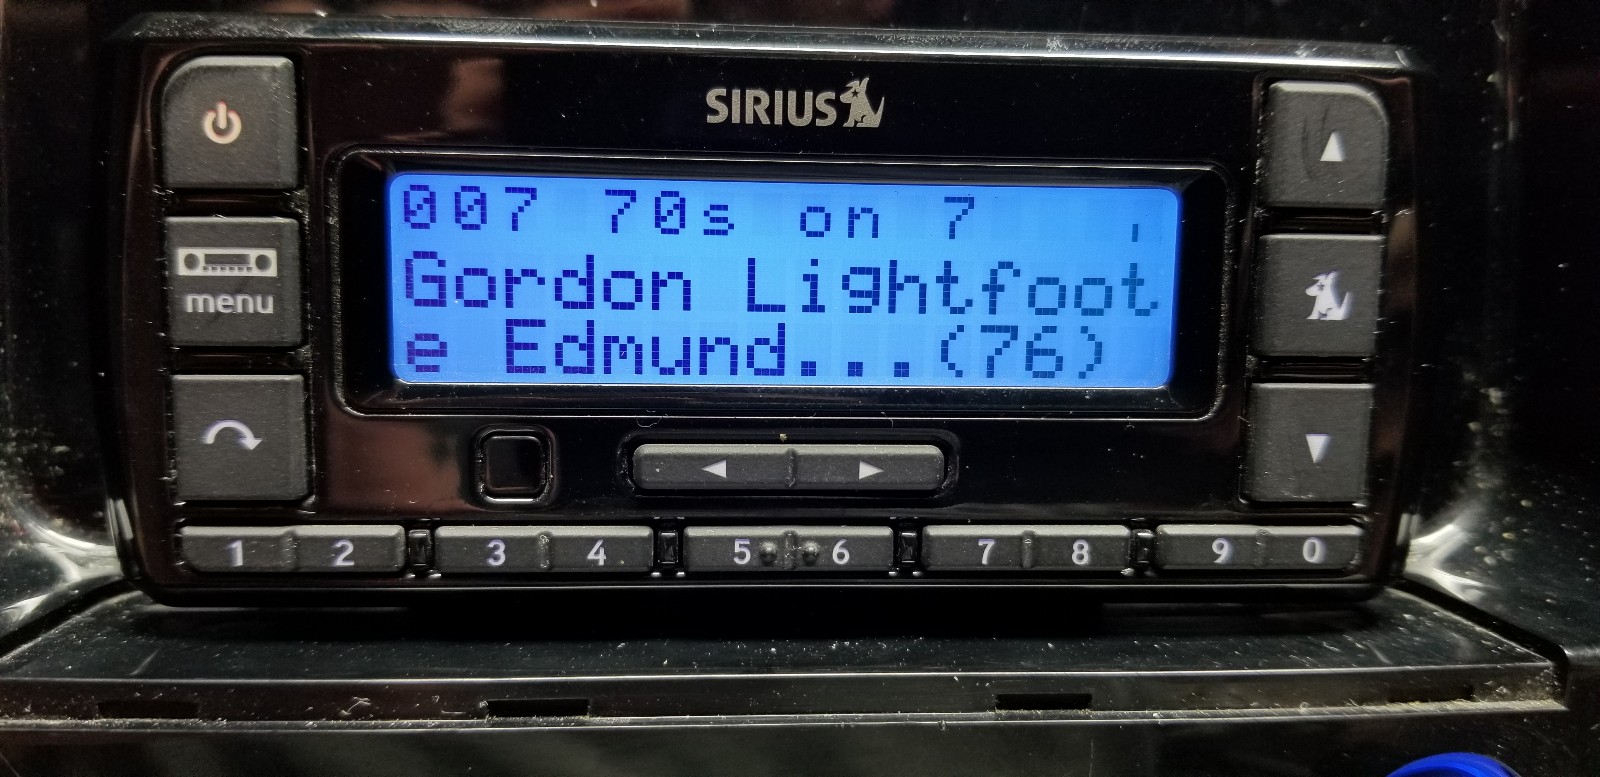 SIRIUS
007 70s on 7
Gordon Lightfoot
e Edmund...(76)
menu
1 2 3 4 5 6 7 8 9 0